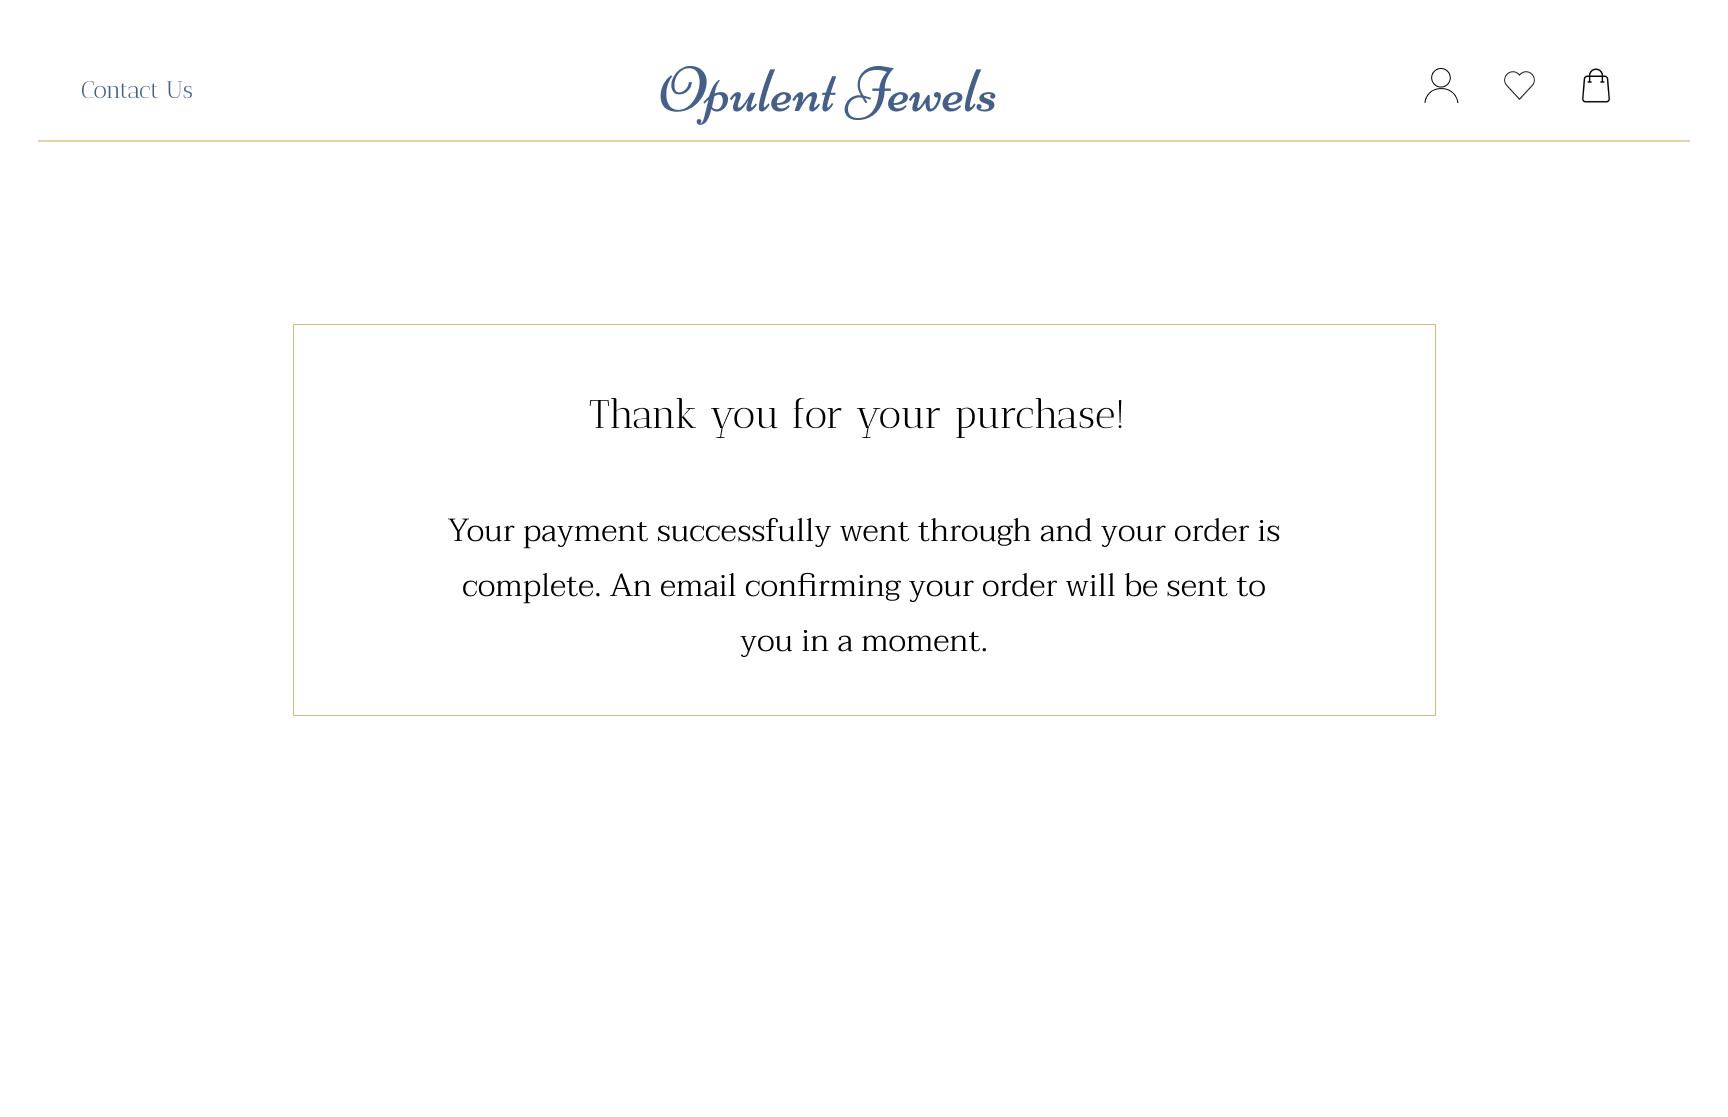 Contact Us
Opulent Jewels
Thank you for your purchase!
Your payment successfully went through and your order is
complete. An email confirming your order will be sent to
you in a moment.